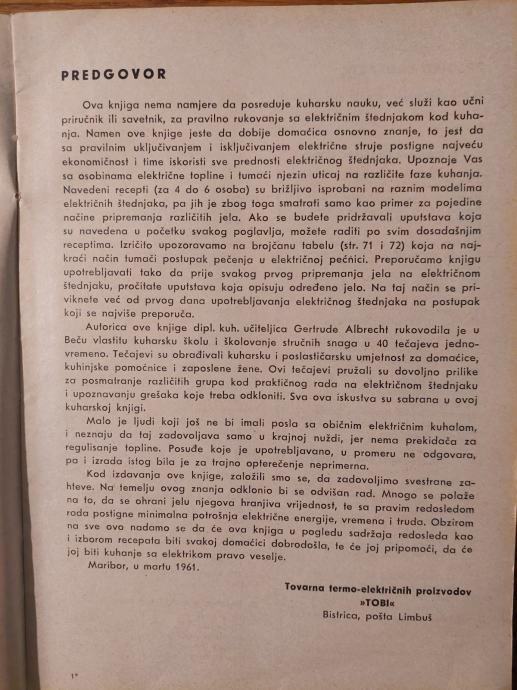 PREDGOVOR
Ova knjiga nema namjere da posreduje kuharsku nauku, već služi kao učni
priručnik ili savetnik, za pravilno rukovanje sa električnim štednjakom kod kuha-
nja. Namen ove knjige jeste da dobije domaćica osnovno znanje, to jest da
sa pravilnim uključivanjem i isključivanjem električne struje postigne najveću
ekonomičnost i time iskoristi sve prednosti električnog štednjaka. Upoznaje Vas
sa osobinama električne topline i tumači njezin uticaj na različite faze kuhanja.
Navedeni recepti (za 4 do 6 osoba) su brižljivo isprobani na raznim modelima
električnih štednjaka, pa jih je zbog toga smatrati samo kao primer za pojedine
načine pripremanja različitih jela. Ako se budete pridržavali uputstava koja
su navedena u početku svakog poglavlja, možete raditi po svim dosadašnjim
receptima. Izričito upozoravamo na brojčanu tabelu (str. 71 i 72) koja na naj-
kraći način tumači postupak pečenja u električnoj pećnici. Preporučamo knjigu
upotrebljavati tako da prije svakog prvog pripremanja jela na električnom
štednjaku, pročitate uputstava koja opisuju određeno jelo. Na taj način se pri-
viknete već od prvog dana upotrebljavanja električnog štednjaka na postupak
koji se najviše preporuča.
Autorica ove knjige dipl. kuh. učiteljica Gertrude Albrecht rukovodila je u
Beču vlastitu kuharsku školu i školovanje stručnih snaga u 40 tečajeva jedno-
vremeno. Tečajevi su obrađivali kuharsku i poslastičarsku umjetnost za domaćice,
kuhinjske pomoćnice i zaposlene žene. Ovi tečajevi pružali su dovoljno prilike
za posmatranje različitih grupa kod praktičnog rada na električnom štednjaku
i upoznavanju grešaka koje treba odkloniti. Sva ova iskustva su sabrana u ovoj
kuharskoj knjigi.
Malo je ljudi koji još ne bi imali posla sa običnim električnim kuhalom,
i neznaju da taj zadovoljava samo u krajnoj nuždi, jer nema prekidača za
regulisanje topline. Posuđe koje je upotrebljavano, u promeru ne odgovara,
pa i izrada istog bila je za trajno opterečenje neprimerna.
Kod izdavanja ove knjige, založili smo se, da zadovoljimo svestrane za-
hteve. Na temelju ovog znanja odklonio bi se odvišan rad. Mnogo se polaže
na to, da se ohrani jelu njegova hranjiva vrijednost, te sa pravim redosledom
rada postigne minimalna potrošnja električne energije, vremena i truda. Obzirom
na sve ovo nadamo se da će ova knjiga u pogledu sadržaja redosleda kao
i izborom recepata biti svakoj domaćici dobrodošla, te će joj pripomoći, da će
joj biti kuhanje sa elektrikom pravo veselje.
Maribor, u martu 1961.
Tovarna termo-električnih proizvodov
»TOBI«
Bistrica, pošta Limbuš
1*